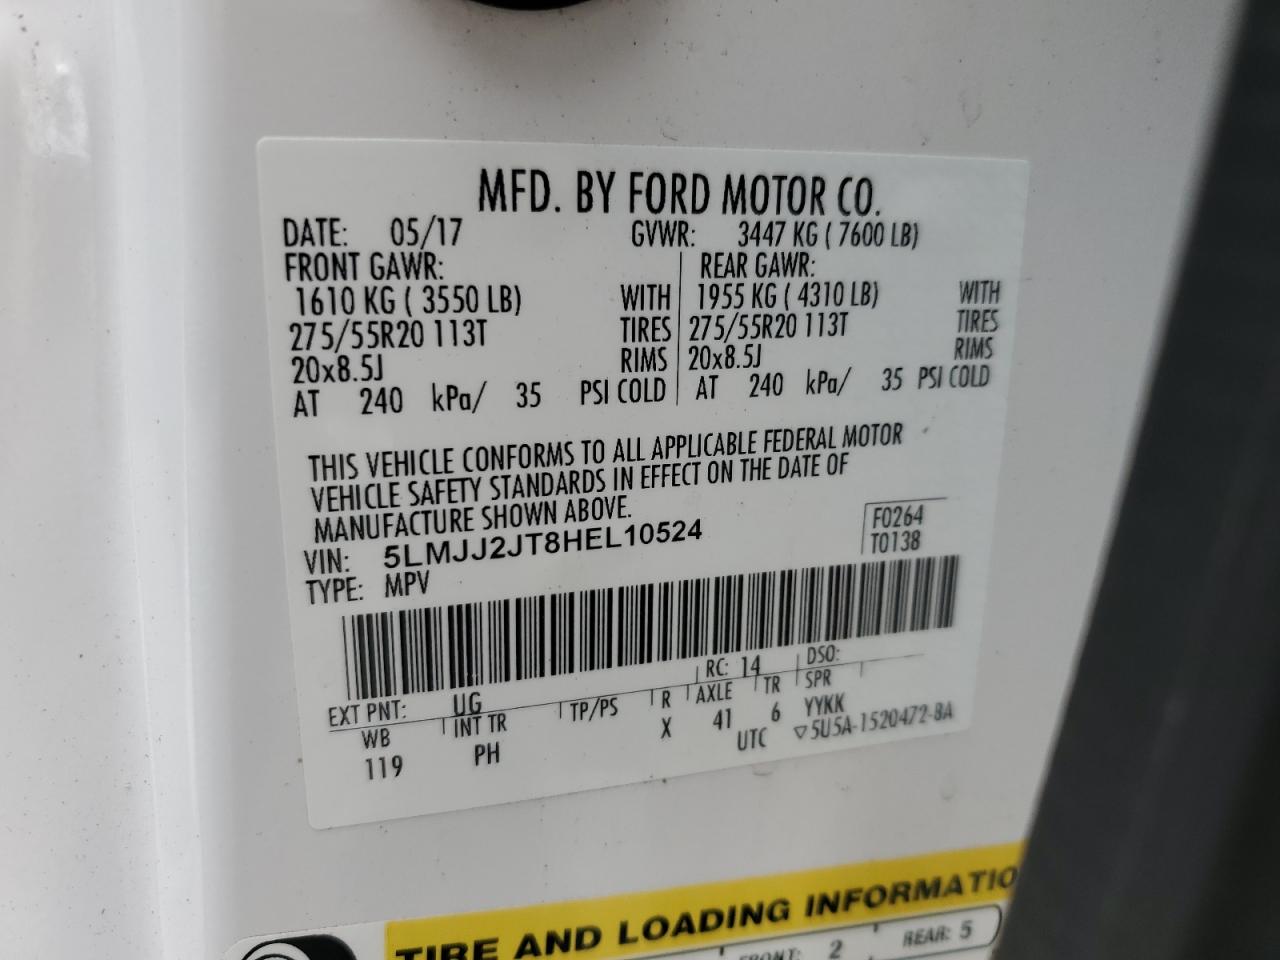 MFD. BY FORD MOTOR CO.
DATE: 05/17 GVWR: 3447 KG ( 7600 LB)
FRONT GAWR: REAR GAWR:
1610 KG ( 3550 LB) WITH 1955 KG ( 4310 LB) WITH
275/55R20 113T TIRES 275/55R20 113T TIRES
20x8.5J RIMS 20x8.5J RIMS
AT 240 kPa/ 35 PSI COLD AT 240 kPa/ 35 PSI COLD
THIS VEHICLE CONFORMS TO ALL APPLICABLE FEDERAL MOTOR
VEHICLE SAFETY STANDARDS IN EFFECT ON THE DATE OF
MANUFACTURE SHOWN ABOVE.
VIN: 5LMJJ2JT8HEL10524 F0264
TYPE: MPV T0138
EXT PNT: UG RC: 14 DSO:
WB INT TR TP/PS R AXLE TR SPR
119 PH X 41 6 YYKK
UTC ▽5U5A-1520472-BA
TIRE AND LOADING INFORMATIO
FRONT: 2 REAR: 5